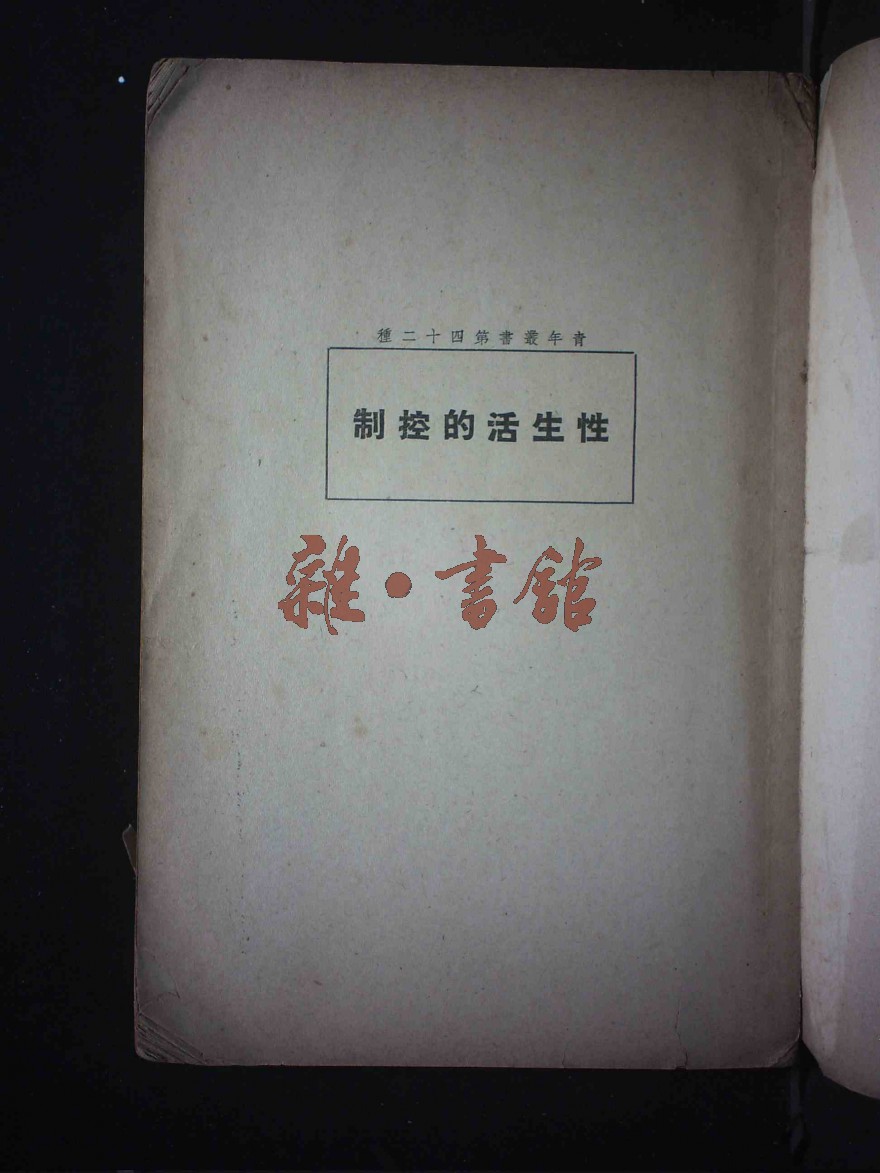 青年叢書第四十二種
性生活的控制
雜·書館